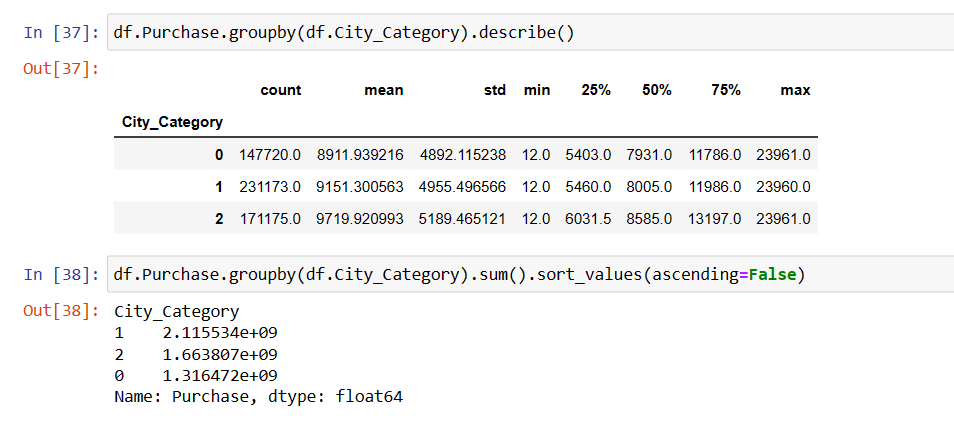 In [37]: df.Purchase.groupby(df.City_Category).describe()
Out[37]:
count mean std min 25% 50% 75% max
City_Category
0 147720.0 8911.939216 4892.115238 12.0 5403.0 7931.0 11786.0 23961.0
1 231173.0 9151.300563 4955.496566 12.0 5460.0 8005.0 11986.0 23960.0
2 171175.0 9719.920993 5189.465121 12.0 6031.5 8585.0 13197.0 23961.0
In [38]: df.Purchase.groupby(df.City_Category).sum().sort_values(ascending=False)
Out[38]: City_Category
1 2.115534e+09
2 1.663807e+09
0 1.316472e+09
Name: Purchase, dtype: float64